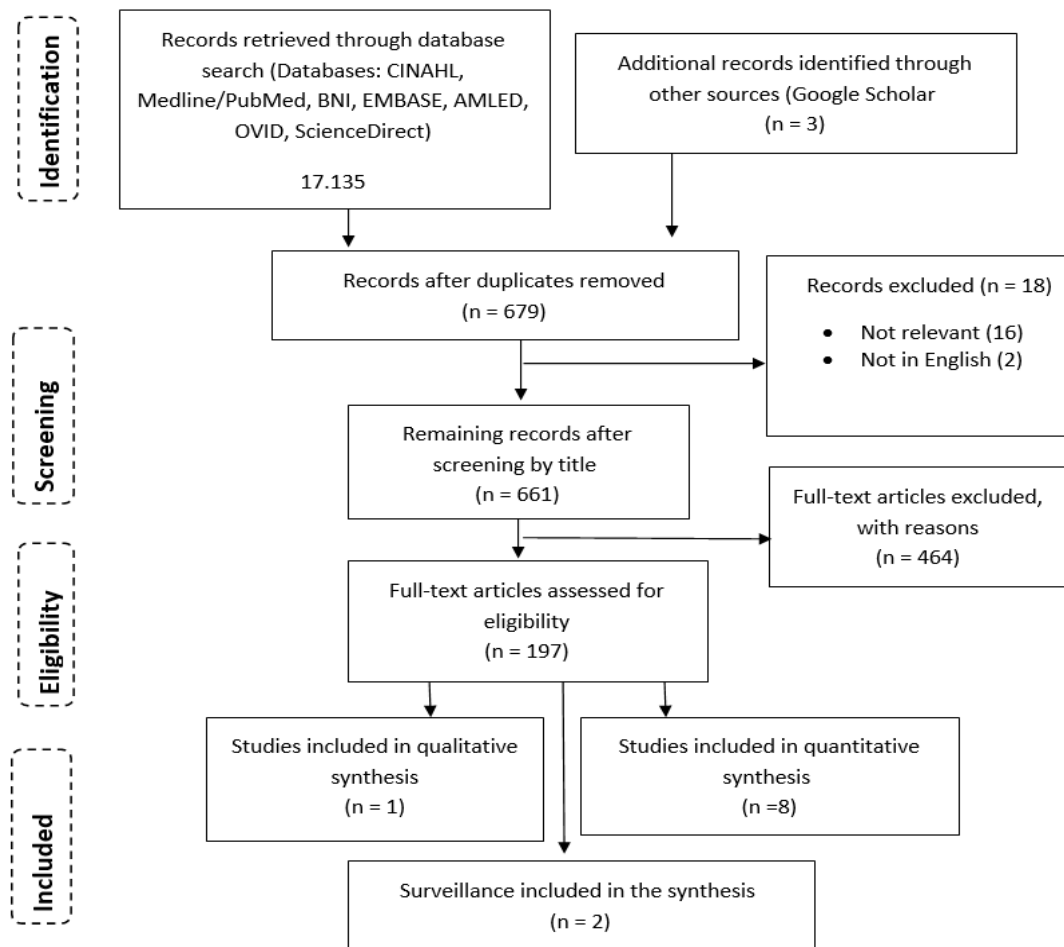 Identification
Records retrieved through database
search (Databases: CINAHL,
Medline/PubMed, BNI, EMBASE, AMLED,
OVID, ScienceDirect)
17.135
Additional records identified through
other sources (Google Scholar
(n = 3)
Records after duplicates removed
(n = 679)
Records excluded (n = 18)
• Not relevant (16)
• Not in English (2)
Screening
Remaining records after
screening by title
(n = 661)
Full-text articles excluded,
with reasons
(n = 464)
Eligibility
Full-text articles assessed for
eligibility
(n = 197)
Studies included in qualitative
synthesis
(n = 1)
Studies included in quantitative
synthesis
(n =8)
Included
Surveillance included in the synthesis
(n = 2)